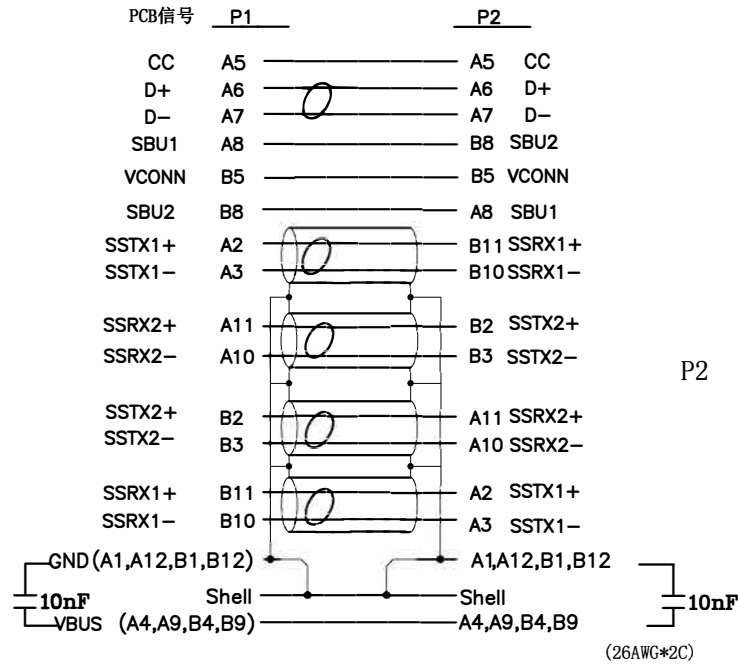 PCB信号 P1 P2
CC A5 A5 CC
D+ A6 A6 D+
D- A7 A7 D-
SBU1 A8 B8 SBU2
VCONN B5 B5 VCONN
SBU2 B8 A8 SBU1
SSTX1+ A2 B11 SSRX1+
SSTX1- A3 B10 SSRX1-
SSRX2+ A11 B2 SSTX2+
SSRX2- A10 B3 SSTX2-
P2
SSTX2+ B2 A11 SSRX2+
SSTX2- B3 A10 SSRX2-
SSRX1+ B11 A2 SSTX1+
SSRX1- B10 A3 SSTX1-
GND (A1,A12,B1,B12) A1,A12,B1,B12
10nF Shell Shell 10nF
VBUS (A4,A9,B4,B9) A4,A9,B4,B9
(26AWG*2C)